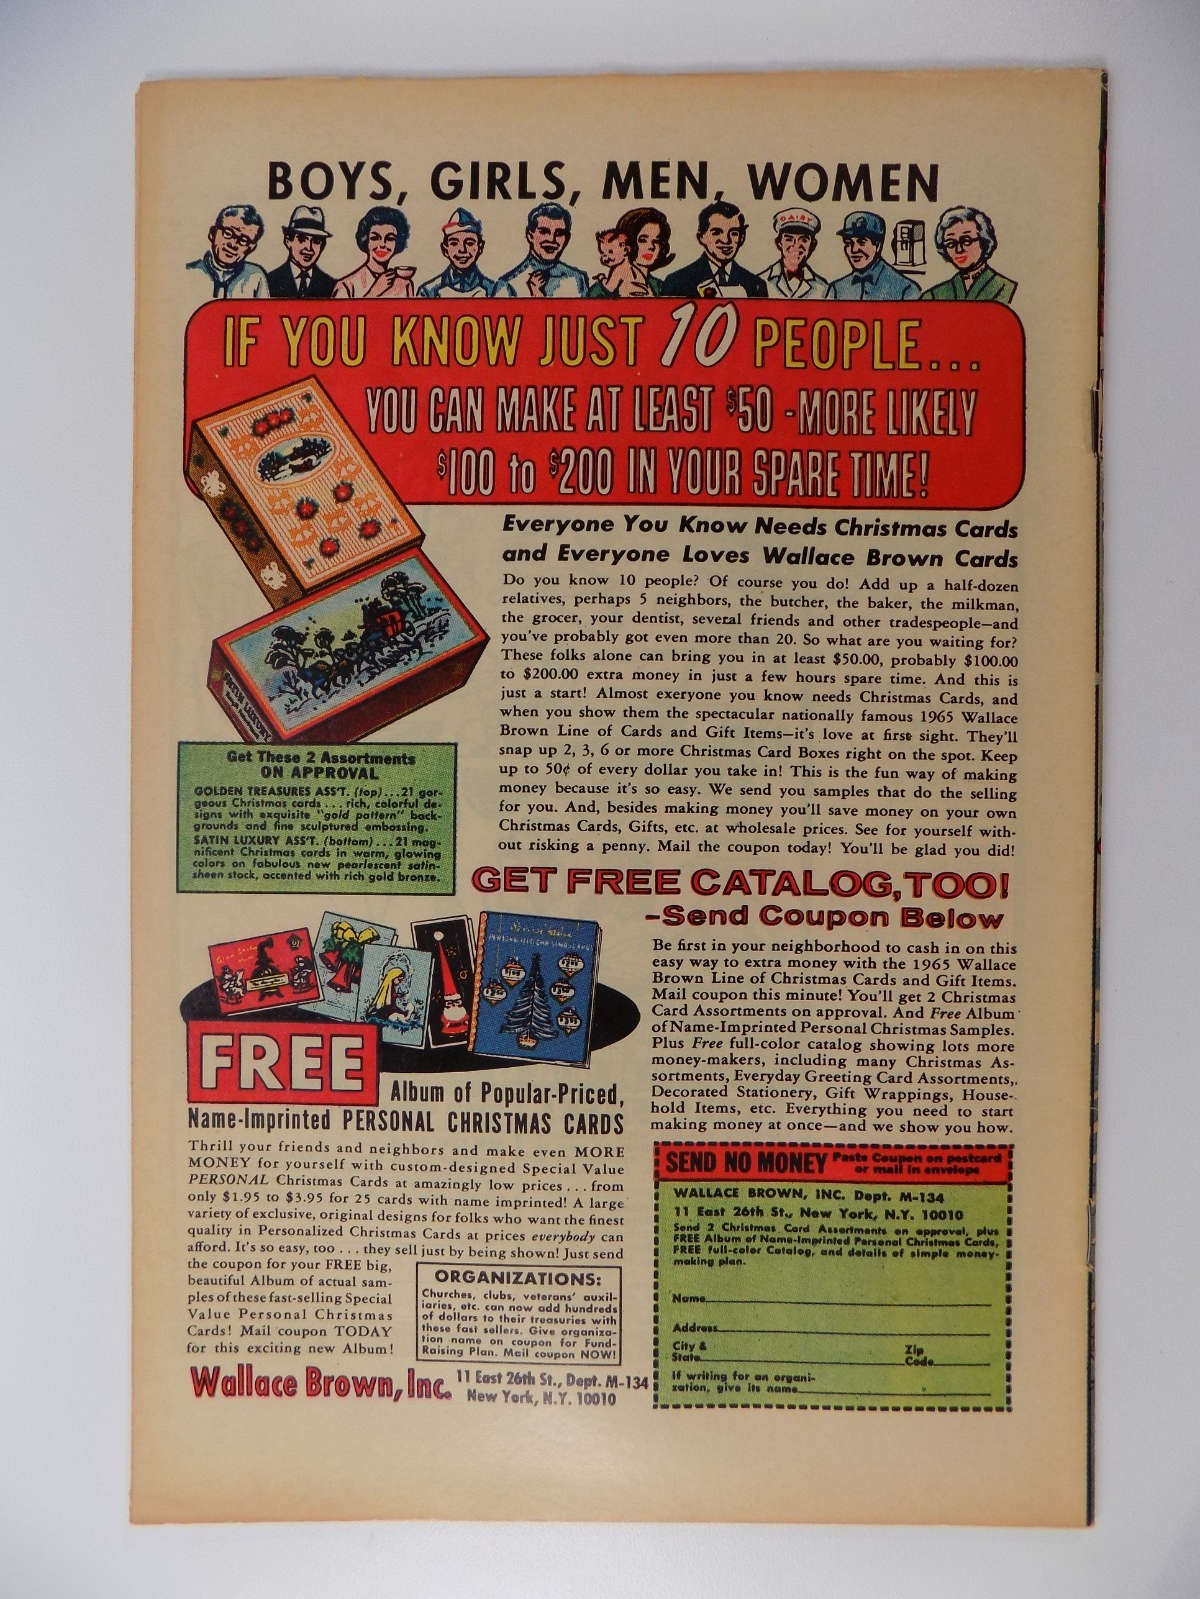 BOYS, GIRLS, MEN, WOMEN
DAIRY
IF YOU KNOW JUST 10 PEOPLE...
YOU CAN MAKE AT LEAST $50 - MORE LIKELY
$100 to $200 IN YOUR SPARE TIME!
Everyone You Know Needs Christmas Cards
and Everyone Loves Wallace Brown Cards
Do you know 10 people? Of course you do! Add up a half-dozen
relatives, perhaps 5 neighbors, the butcher, the baker, the milkman,
the grocer, your dentist, several friends and other tradespeople—and
you've probably got even more than 20. So what are you waiting for?
These folks alone can bring you in at least $50.00, probably $100.00
to $200.00 extra money in just a few hours spare time. And this is
just a start! Almost exeryone you know needs Christmas Cards, and
when you show them the spectacular nationally famous 1965 Wallace
Brown Line of Cards and Gift Items—it's love at first sight. They'll
snap up 2, 3, 6 or more Christmas Card Boxes right on the spot. Keep
up to 50¢ of every dollar you take in! This is the fun way of making
money because it's so easy. We send you samples that do the selling
for you. And, besides making money you'll save money on your own
Christmas Cards, Gifts, etc. at wholesale prices. See for yourself with-
out risking a penny. Mail the coupon today! You'll be glad you did!
SATIN LUXURY
Get These 2 Assortments
ON APPROVAL
GOLDEN TREASURES ASS'T. (top)...21 gor-
geous Christmas cards...rich, colorful de-
signs with exquisite "gold pattern" back-
grounds and fine sculptured embossing.
SATIN LUXURY ASS'T. (bottom)...21 mag-
nificent Christmas cards in warm, glowing
colors on fabulous new pearlescent satin-
sheen stock, accented with rich gold bronze.
GET FREE CATALOG, TOO!
-Send Coupon Below
Be first in your neighborhood to cash in on this
easy way to extra money with the 1965 Wallace
Brown Line of Christmas Cards and Gift Items.
Mail coupon this minute! You'll get 2 Christmas
Card Assortments on approval. And Free Album
of Name-Imprinted Personal Christmas Samples.
Plus Free full-color catalog showing lots more
money-makers, including many Christmas As-
sortments, Everyday Greeting Card Assortments,
Decorated Stationery, Gift Wrappings, House-
hold Items, etc. Everything you need to start
making money at once—and we show you how.
Special Value
PERSONALIZED CHRISTMAS CARDS
FREE
Album of Popular-Priced,
Name-Imprinted PERSONAL CHRISTMAS CARDS
Thrill your friends and neighbors and make even MORE
MONEY for yourself with custom-designed Special Value
PERSONAL Christmas Cards at amazingly low prices...from
only $1.95 to $3.95 for 25 cards with name imprinted! A large
variety of exclusive, original designs for folks who want the finest
quality in Personalized Christmas Cards at prices everybody can
afford. It's so easy, too...they sell just by being shown! Just send
the coupon for your FREE big,
beautiful Album of actual sam-
ples of these fast-selling Special
Value Personal Christmas
Cards! Mail coupon TODAY
for this exciting new Album!
ORGANIZATIONS:
Churches, clubs, veterans' auxil-
iaries, etc. can now add hundreds
of dollars to their treasuries with
these fast sellers. Give organiza-
tion name on coupon for Fund-
Raising Plan. Mail coupon NOW!
Wallace Brown, Inc. 11 East 26th St., Dept. M-134
New York, N.Y. 10010
SEND NO MONEY Paste Coupon on postcard
or mail in envelope
WALLACE BROWN, INC. Dept. M-134
11 East 26th St., New York, N.Y. 10010
Send 2 Christmas Card Assortments on approval, plus
FREE Album of Name-Imprinted Personal Christmas Cards,
FREE full-color Catalog, and details of simple money-
making plan.
Name
Address
City &
State
Zip
Code
If writing for an organi-
zation, give its name